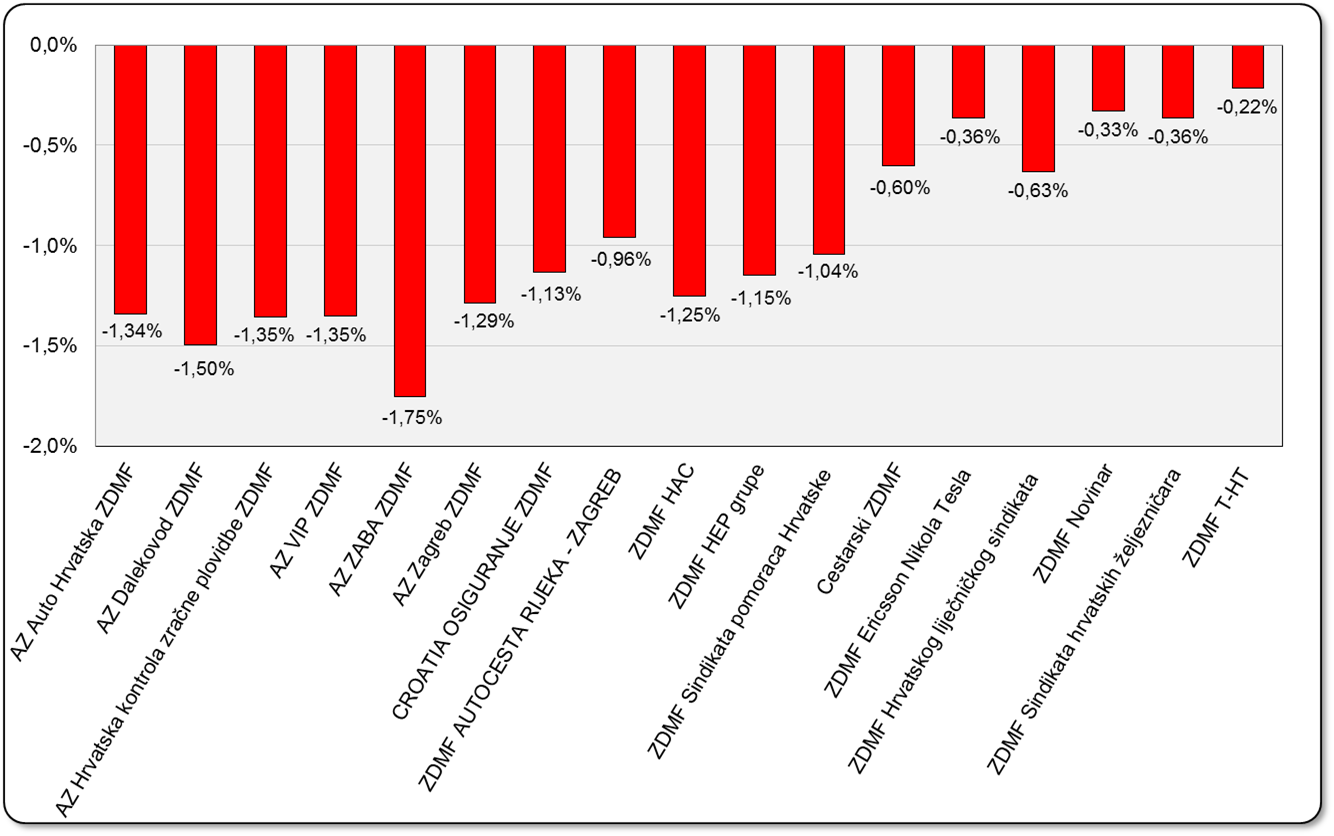 0,0%
-0,5%
-1,0%
-1,5%
-2,0%
-1,34%
-1,50%
-1,35%
-1,35%
-1,75%
-1,29%
-1,13%
-0,96%
-1,25%
-1,15%
-1,04%
-0,60%
-0,36%
-0,63%
-0,33%
-0,36%
-0,22%
AZ Auto Hrvatska ZDMF
AZ Dalekovod ZDMF
AZ Hrvatska kontrola zračne plovidbe ZDMF
AZ VIP ZDMF
AZ ZABA ZDMF
AZ Zagreb ZDMF
CROATIA OSIGURANJE ZDMF
ZDMF AUTOCESTA RIJEKA - ZAGREB
ZDMF HAC
ZDMF HEP grupe
ZDMF Sindikata pomoraca Hrvatske
Cestarski ZDMF
ZDMF Ericsson Nikola Tesla
ZDMF Hrvatskog liječničkog sindikata
ZDMF Novinar
ZDMF Sindikata hrvatskih željezničara
ZDMF T-HT